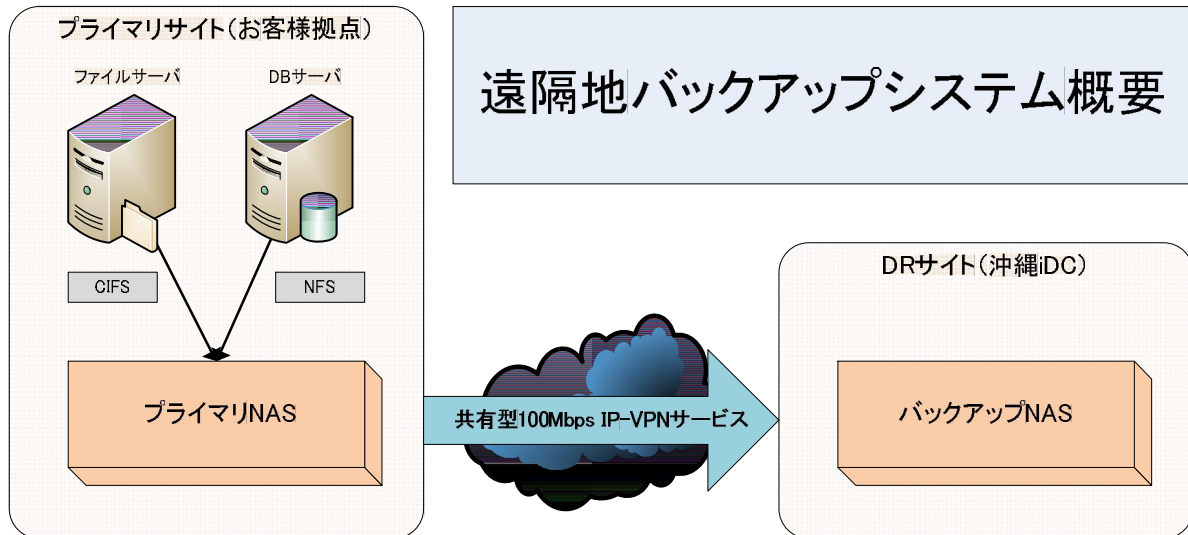 プライマリサイト(お客様拠点)
ファイルサーバ
DBサーバ
CIFS
NFS
プライマリNAS
遠隔地バックアップシステム概要
共有型100Mbps IP-VPNサービス
DRサイト(沖縄iDC)
バックアップNAS